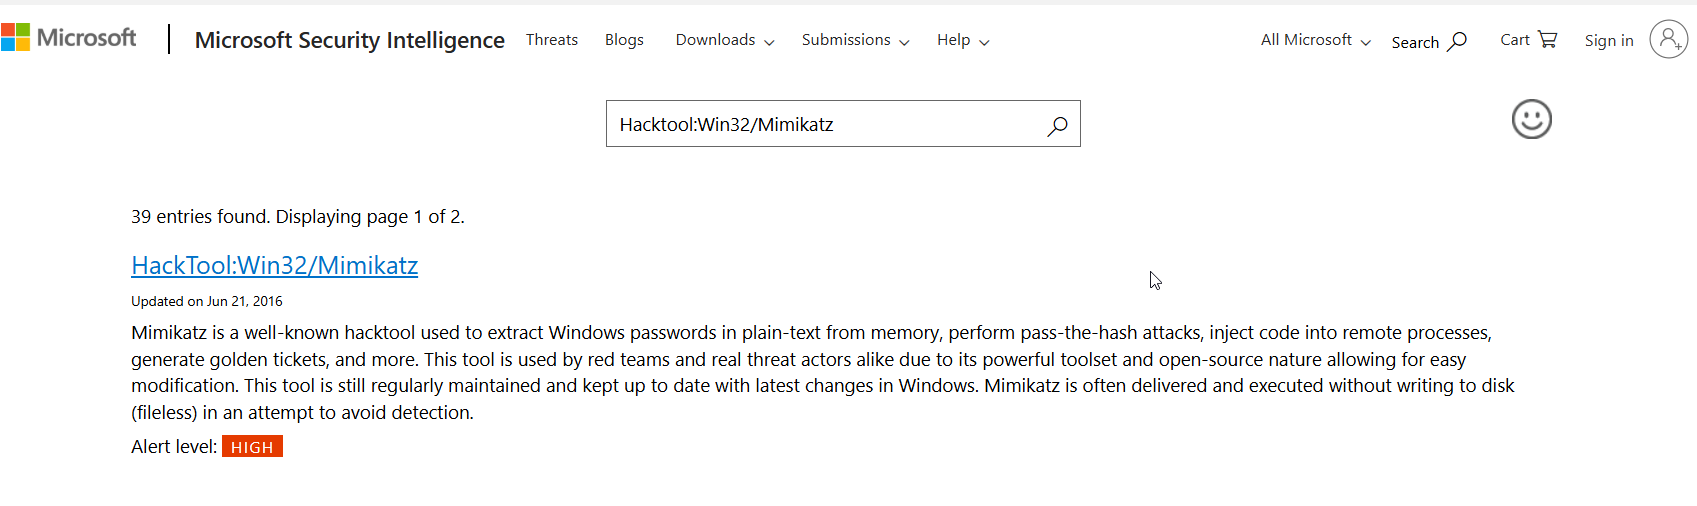 Microsoft
Microsoft Security Intelligence
Threats
Blogs
Downloads
Submissions
Help
All Microsoft
Search
Cart
Sign in
Hacktool:Win32/Mimikatz
39 entries found. Displaying page 1 of 2.
HackTool:Win32/Mimikatz
Updated on Jun 21, 2016
Mimikatz is a well-known hacktool used to extract Windows passwords in plain-text from memory, perform pass-the-hash attacks, inject code into remote processes,
generate golden tickets, and more. This tool is used by red teams and real threat actors alike due to its powerful toolset and open-source nature allowing for easy
modification. This tool is still regularly maintained and kept up to date with latest changes in Windows. Mimikatz is often delivered and executed without writing to disk
(fileless) in an attempt to avoid detection.
Alert level: HIGH